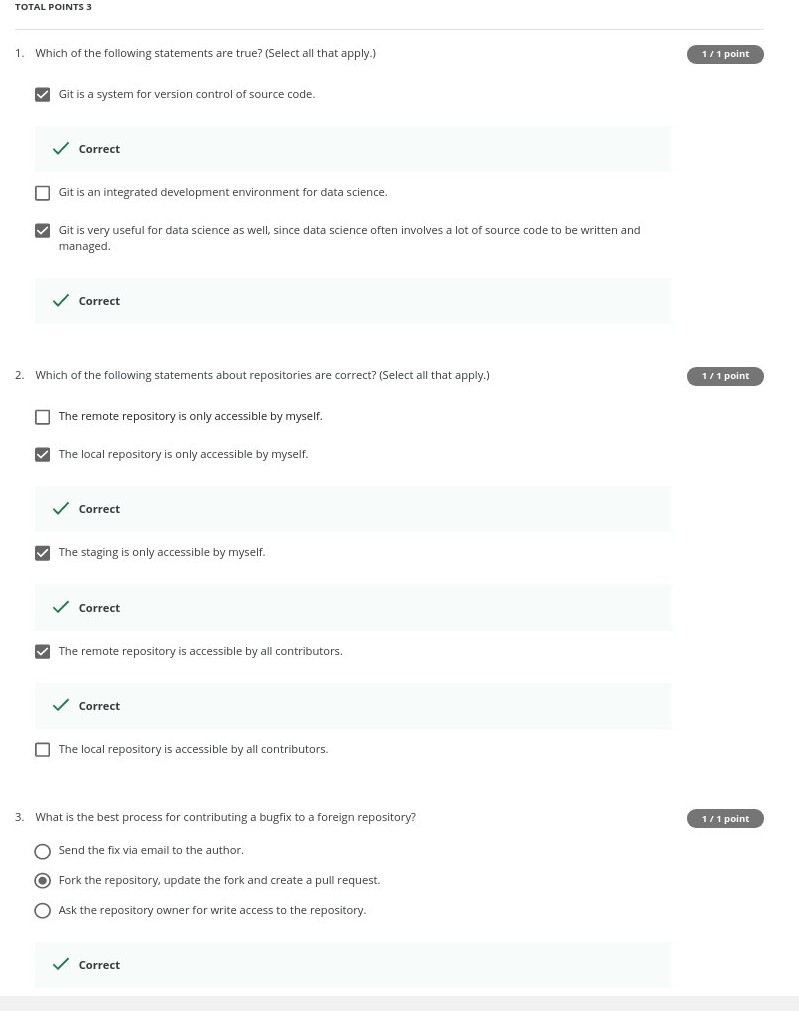 TOTAL POINTS 3
1. Which of the following statements are true? (Select all that apply.)
1 / 1 point
Git is a system for version control of source code.
Correct
Git is an integrated development environment for data science.
Git is very useful for data science as well, since data science often involves a lot of source code to be written and
managed.
Correct
2. Which of the following statements about repositories are correct? (Select all that apply.)
1 / 1 point
The remote repository is only accessible by myself.
The local repository is only accessible by myself.
Correct
The staging is only accessible by myself.
Correct
The remote repository is accessible by all contributors.
Correct
The local repository is accessible by all contributors.
3. What is the best process for contributing a bugfix to a foreign repository?
1 / 1 point
Send the fix via email to the author.
Fork the repository, update the fork and create a pull request.
Ask the repository owner for write access to the repository.
Correct